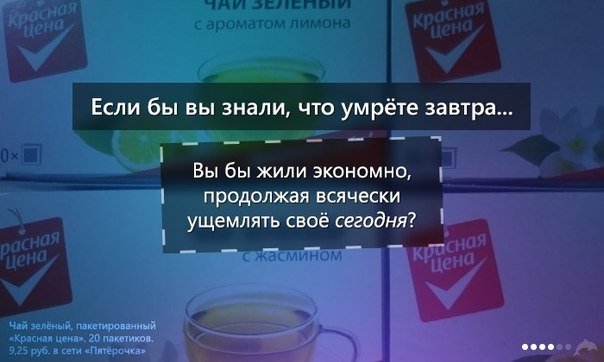 ЧАЙ ЗЕЛЁНЫЙ
с ароматом лимона
красная
цена
красная
цена
Если бы вы знали, что умрёте завтра...
0×
Вы бы жили экономно,
продолжая всячески
ущемлять своё сегодня?
красная
цена
красная
цена
с жасмином
Чай зелёный, пакетированный
«Красная цена». 20 пакетиков.
9,25 руб. в сети «Пятёрочка»